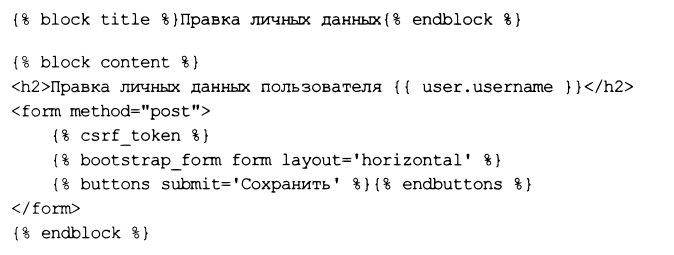 {% block title %}Правка личных данных{% endblock %}
{% block content %}
<h2>Правка личных данных пользователя {{ user.username }}</h2>
<form method="post">
{% csrf_token %}
{% bootstrap_form form layout='horizontal' %}
{% buttons submit='Сохранить' %}{% endbuttons %}
</form>
{% endblock %}